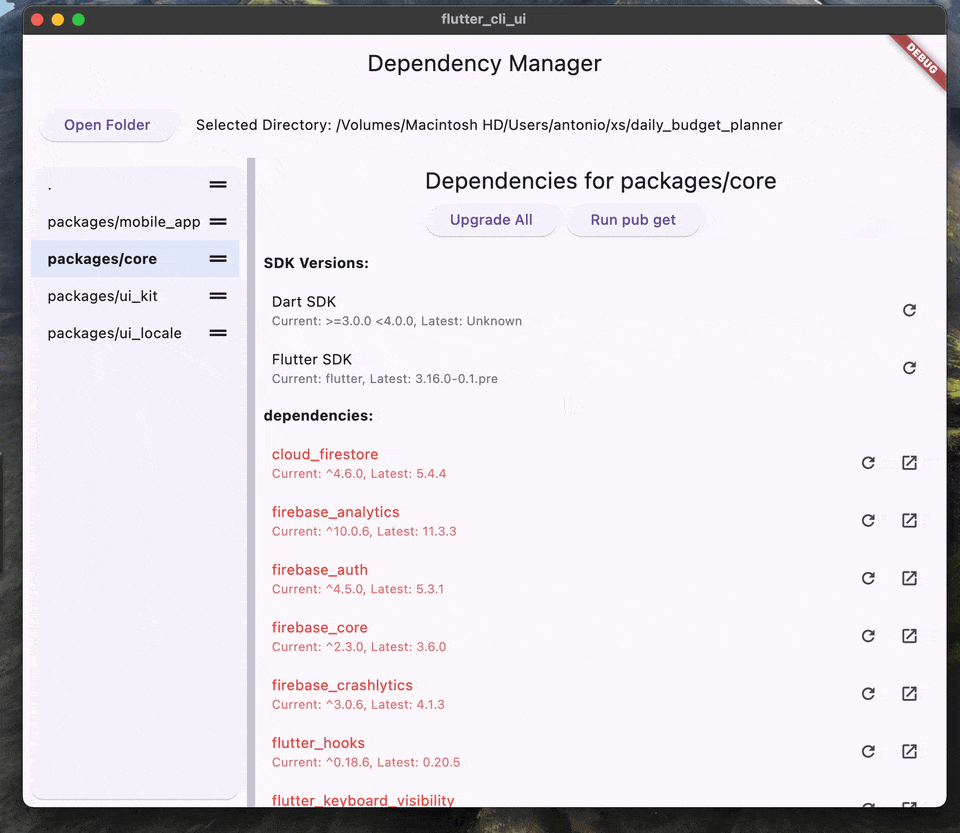 flutter_cli_ui
DEBUG
Dependency Manager
Open Folder
Selected Directory: /Volumes/Macintosh HD/Users/antonio/xs/daily_budget_planner
.
packages/mobile_app
packages/core
packages/ui_kit
packages/ui_locale
Dependencies for packages/core
Upgrade All
Run pub get
SDK Versions:
Dart SDK
Current: >=3.0.0 <4.0.0, Latest: Unknown
Flutter SDK
Current: flutter, Latest: 3.16.0-0.1.pre
dependencies:
cloud_firestore
Current: ^4.6.0, Latest: 5.4.4
firebase_analytics
Current: ^10.0.6, Latest: 11.3.3
firebase_auth
Current: ^4.5.0, Latest: 5.3.1
firebase_core
Current: ^2.3.0, Latest: 3.6.0
firebase_crashlytics
Current: ^3.0.6, Latest: 4.1.3
flutter_hooks
Current: ^0.18.6, Latest: 0.20.5
flutter_keyboard_visibility